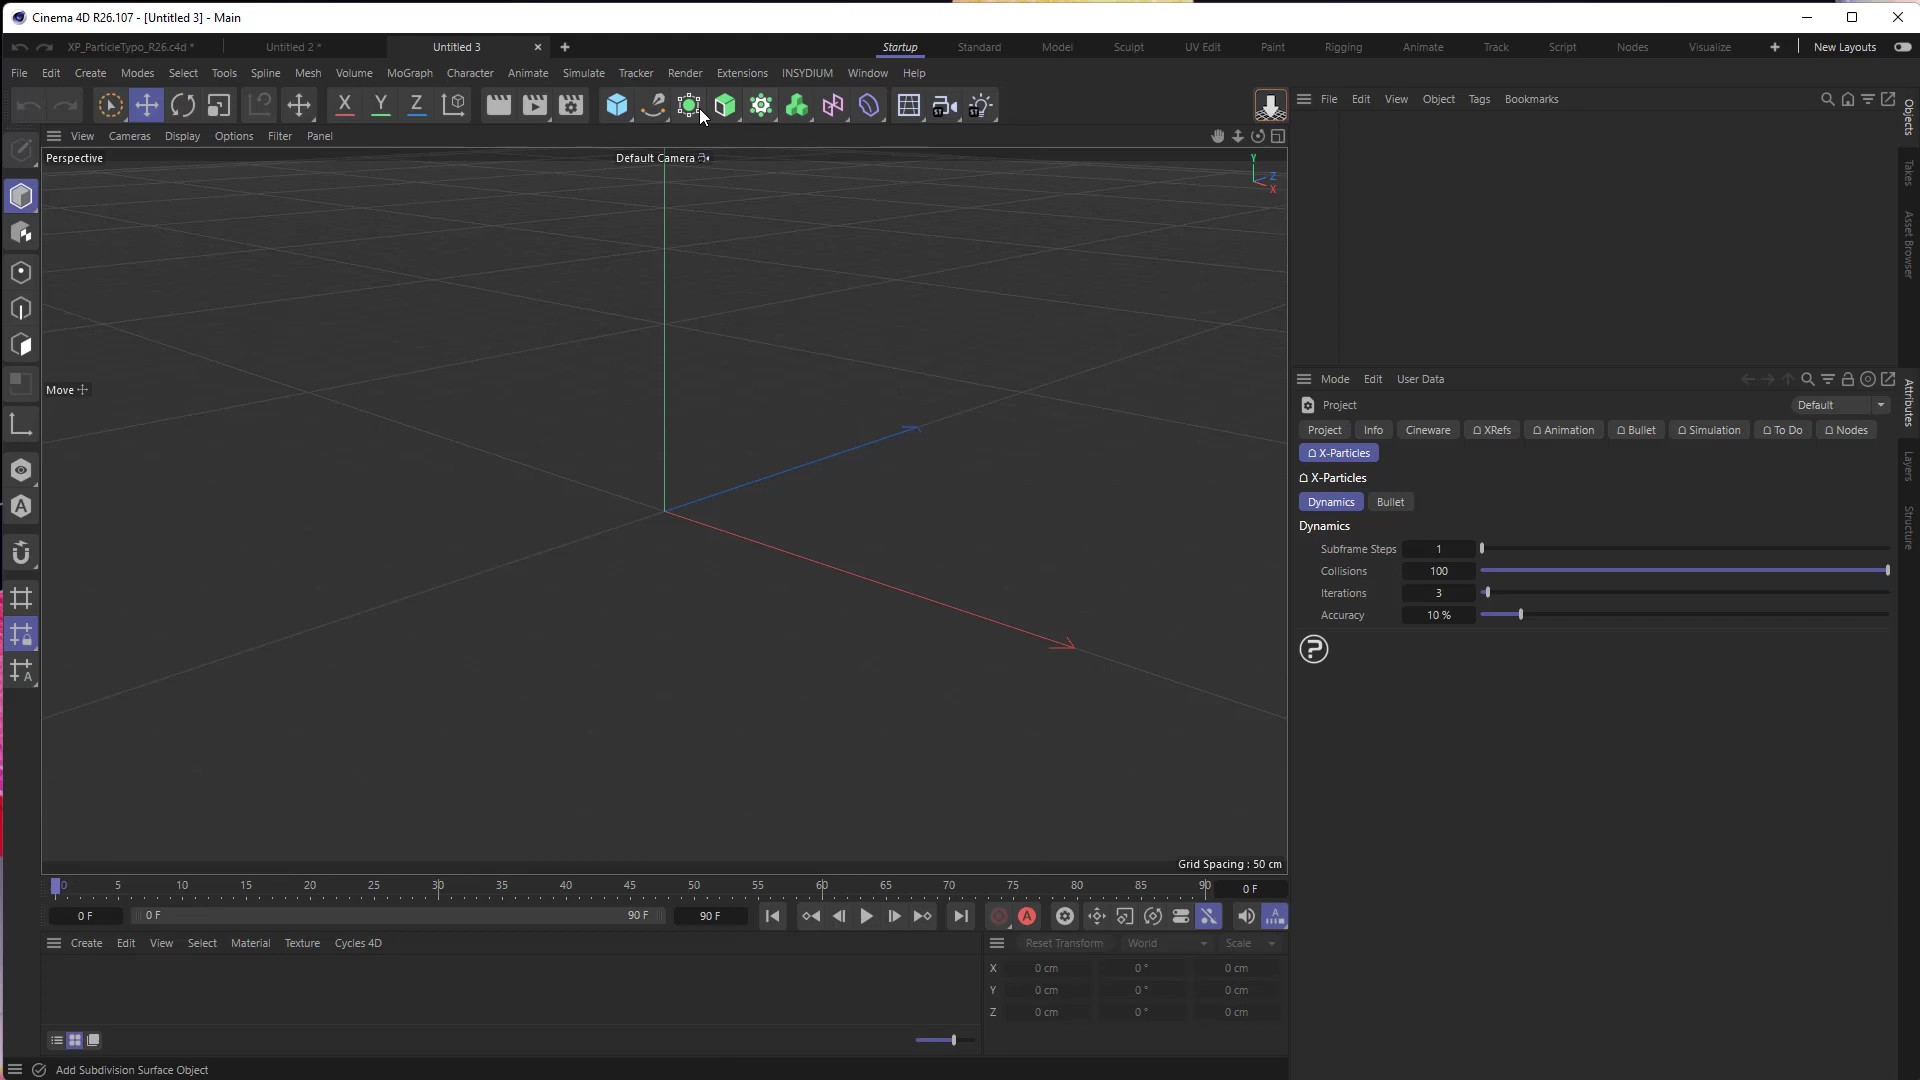 Cinema 4D R26.107 - [Untitled 3] - Main
XP_ParticleTypo_R26.c4d * Untitled 2 * Untitled 3 Startup Standard Model Sculpt UV Edit Paint Rigging Animate Track Script Nodes Visualize New Layouts
File Edit Create Modes Select Tools Spline Mesh Volume MoGraph Character Animate Simulate Tracker Render Extensions INSYDIUM Window Help
X Y Z
File Edit View Object Tags Bookmarks
View Cameras Display Options Filter Panel
Perspective Default Camera
Y
Z
X
Move
Grid Spacing : 50 cm
Objects
Takes
Asset Browser
Mode Edit User Data
Project Default
Project Info Cineware XRefs Animation Bullet Simulation To Do Nodes
X-Particles
X-Particles
Dynamics Bullet
Dynamics
Subframe Steps 1
Collisions 100
Iterations 3
Accuracy 10 %
?
Attributes
Layers
Structure
0 5 10 15 20 25 30 35 40 45 50 55 60 65 70 75 80 85 90 0 F
0 F 0 F 90 F 90 F
Create Edit View Select Material Texture Cycles 4D
Reset Transform World Scale
X 0 cm 0 ° 0 cm
Y 0 cm 0 ° 0 cm
Z 0 cm 0 ° 0 cm
Add Subdivision Surface Object